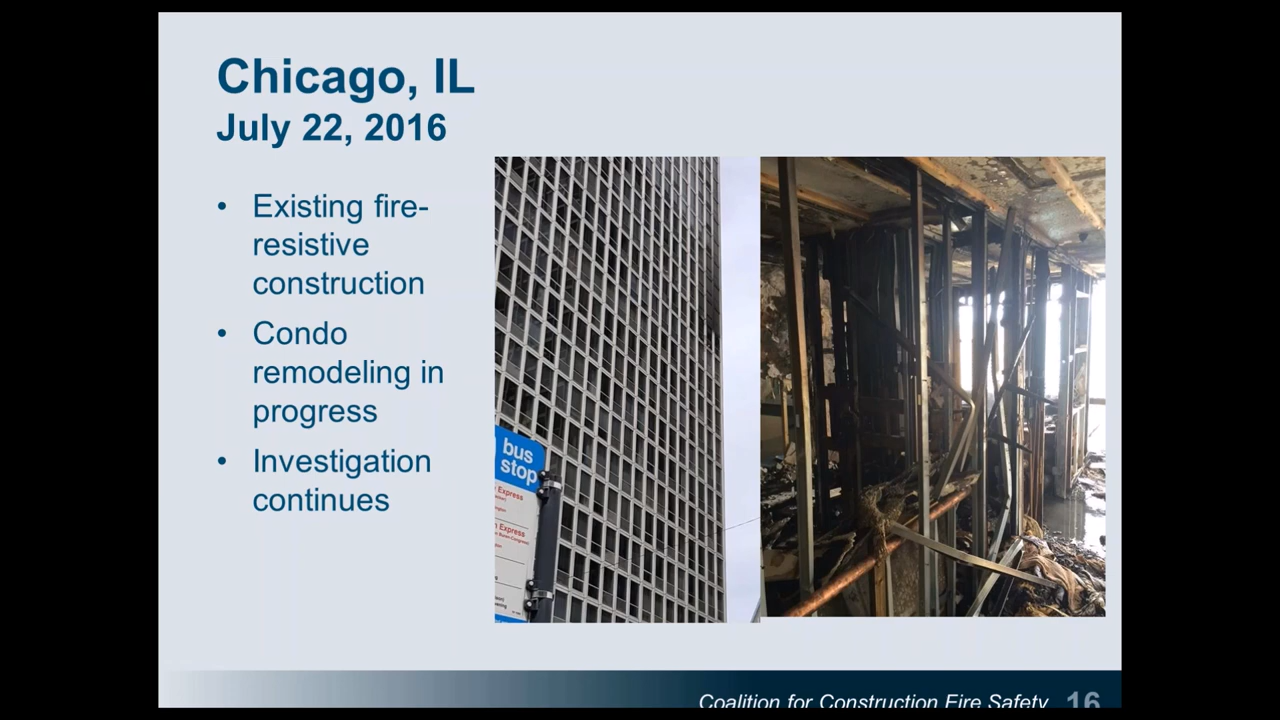 Chicago, IL
July 22, 2016
• Existing fire-
resistive
construction
• Condo
remodeling in
progress
• Investigation
continues
bus
stop
Express
Express
Coalition for Construction Fire Safety 16